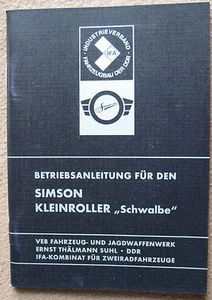 INDUSTRIEVERBAND
FAHRZEUGBAU DER DDR
IFA
Simson
BETRIEBSANLEITUNG FÜR DEN
SIMSON
KLEINROLLER „Schwalbe“
VEB FAHRZEUG- UND JAGDWAFFENWERK
ERNST THÄLMANN SUHL · DDR
IFA-KOMBINAT FÜR ZWEIRADFAHRZEUGE